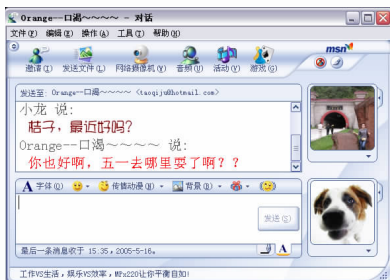 Orange--口渴~~~~ - 对话
文件(F) 编辑(E) 操作(A) 工具(T) 帮助(H)
邀请(I) 发送文件(L) 网络摄像机(W) 音频(U) 活动(V) 游戏(G)
msn
发送至: Orange--口渴~~~~ <taoqiju@hotmail.com>
小龙 说:
桔子，最近好吗?
Orange--口渴~~~~ 说:
你也好啊，五一去哪里耍了啊？？
A 字体(O) 传情动漫(N) 背景(B)
发送(S)
最后一条消息收于 15:35，2005-5-16。
A
工作VS生活，娱乐VS效率，MPx220让你平衡自如!